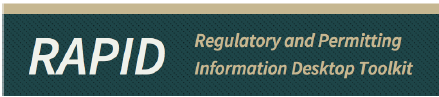 RAPID
Regulatory and Permitting
Information Desktop Toolkit